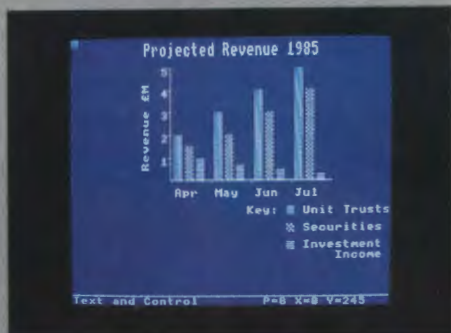 Projected Revenue 1985
Revenue £M
5
4
3
2
1
Apr May Jun Jul
Key: Unit Trusts
Securities
Investment
Income
Text and Control P=8 X=8 Y=245